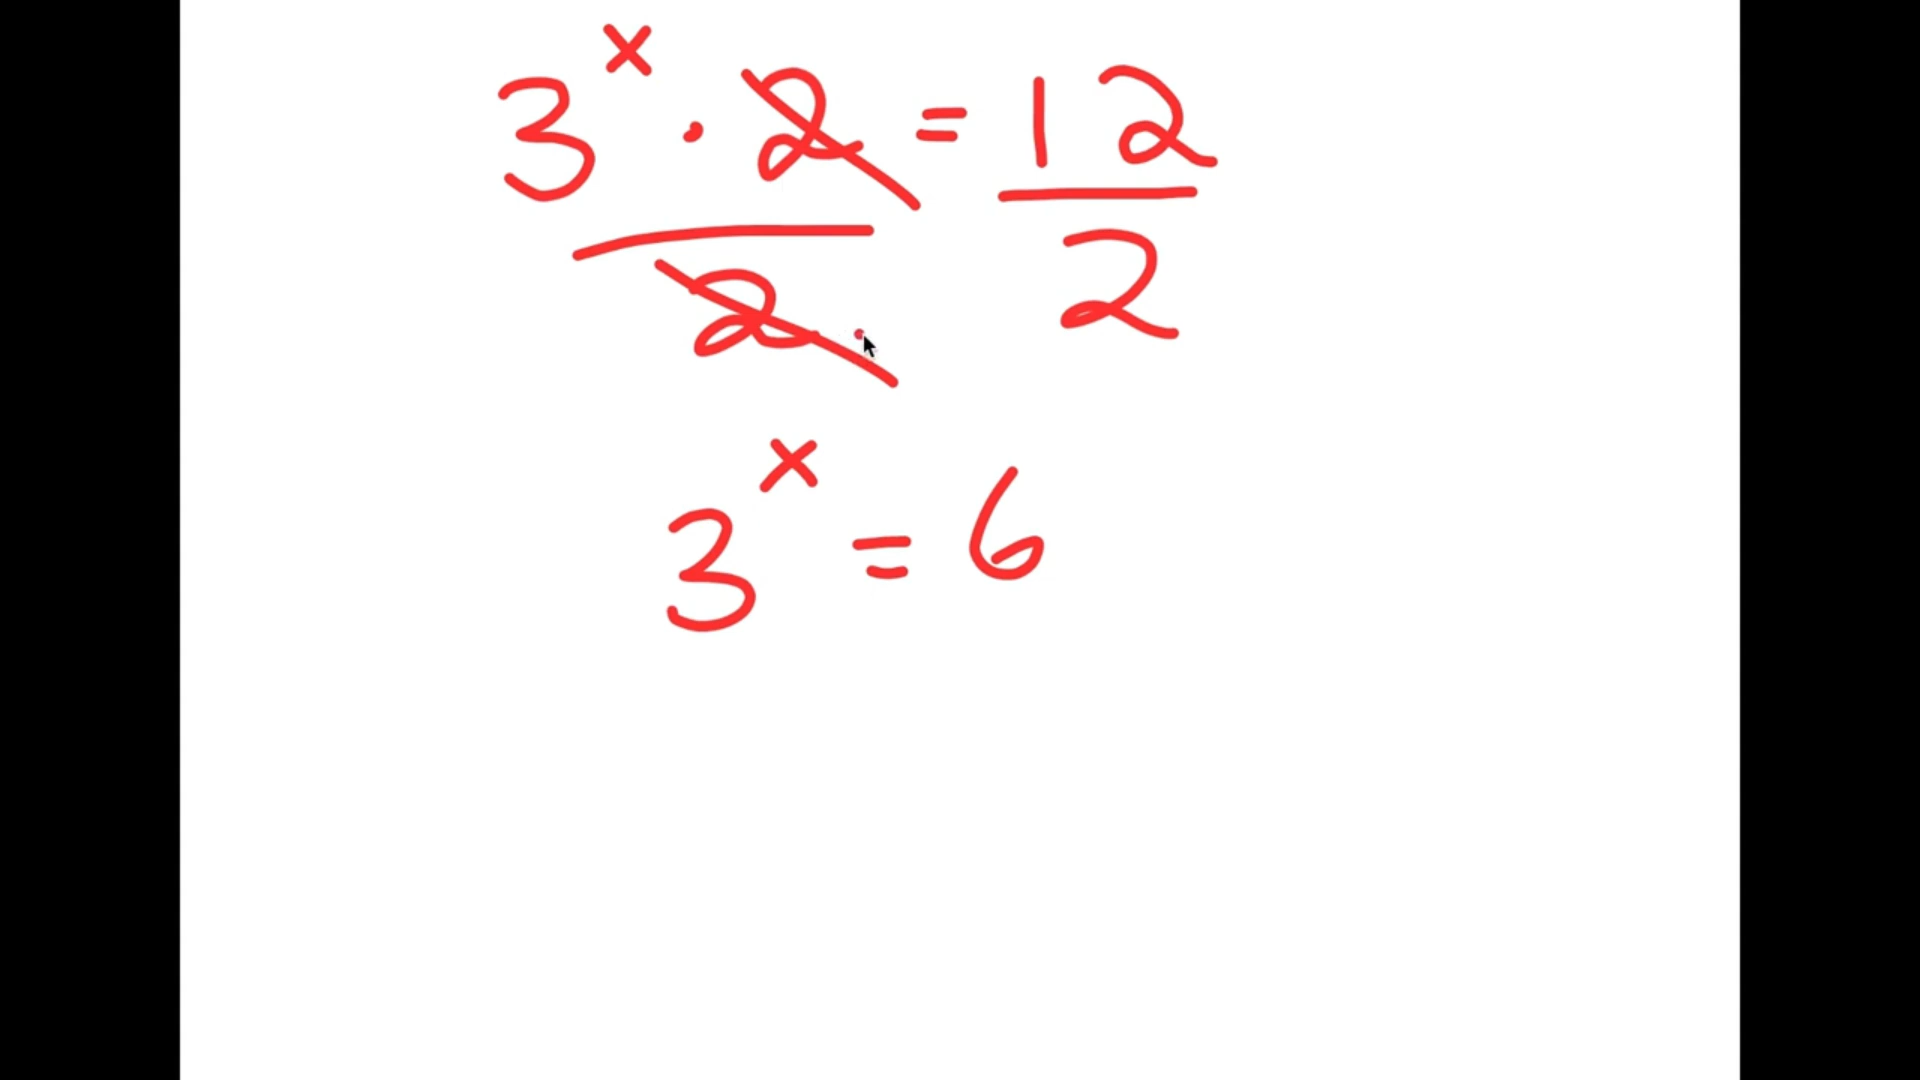 3^x · 2 = 12
2 2
3^x = 6